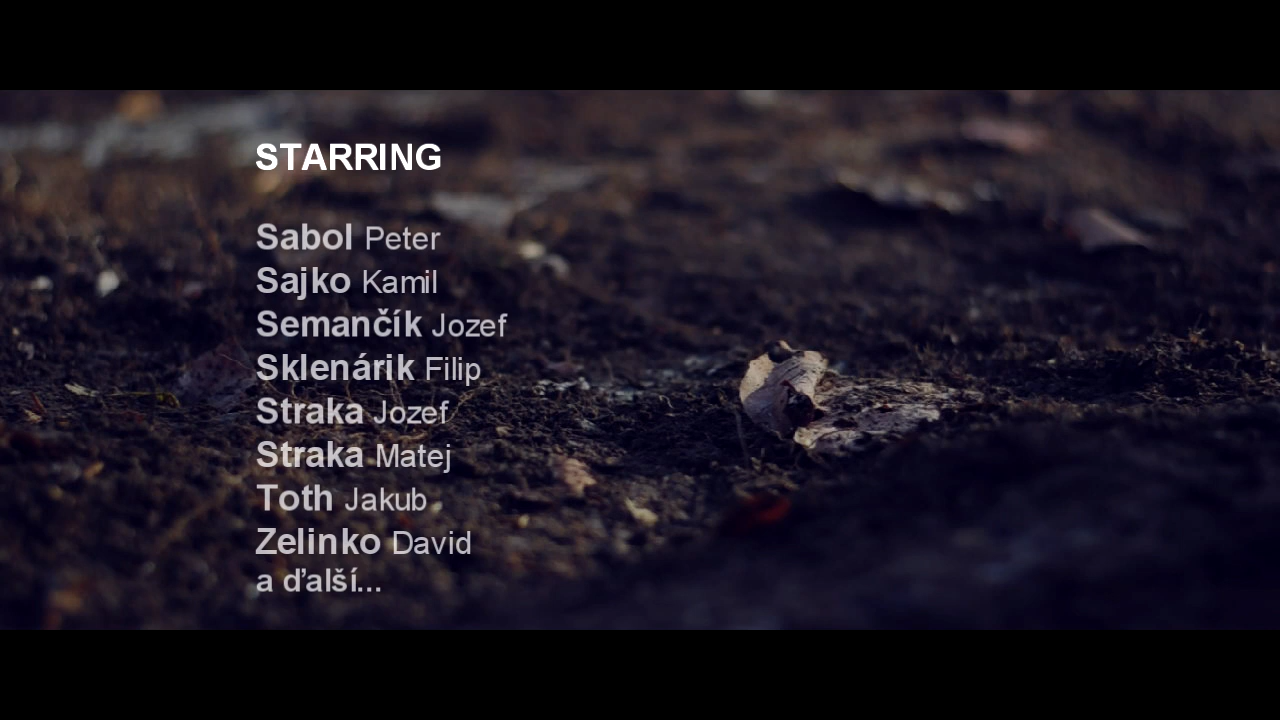 STARRING
Sabol Peter
Sajko Kamil
Semančík Jozef
Sklenárik Filip
Straka Jozef
Straka Matej
Toth Jakub
Zelinko David
a ďalší...